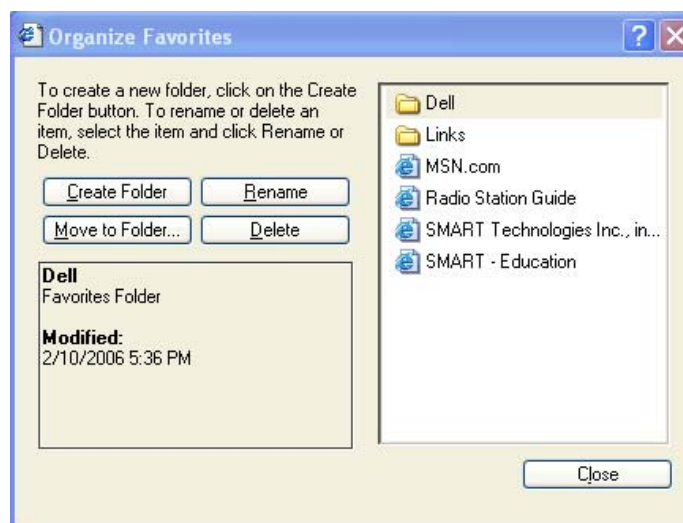 Organize Favorites
To create a new folder, click on the Create
Folder button. To rename or delete an
item, select the item and click Rename or
Delete.
Create Folder
Rename
Move to Folder...
Delete
Dell
Favorites Folder
Modified:
2/10/2006 5:36 PM
Dell
Links
MSN.com
Radio Station Guide
SMART Technologies Inc., in...
SMART - Education
Close